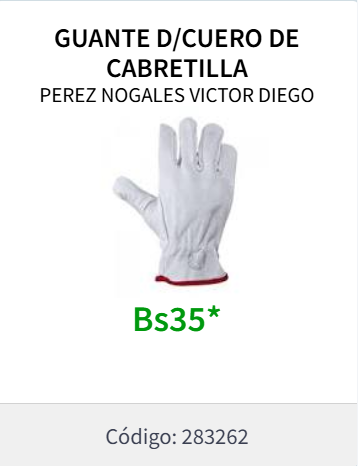 GUANTE D/CUERO DE
CABRETILLA
PEREZ NOGALES VICTOR DIEGO
Bs35*
Código: 283262